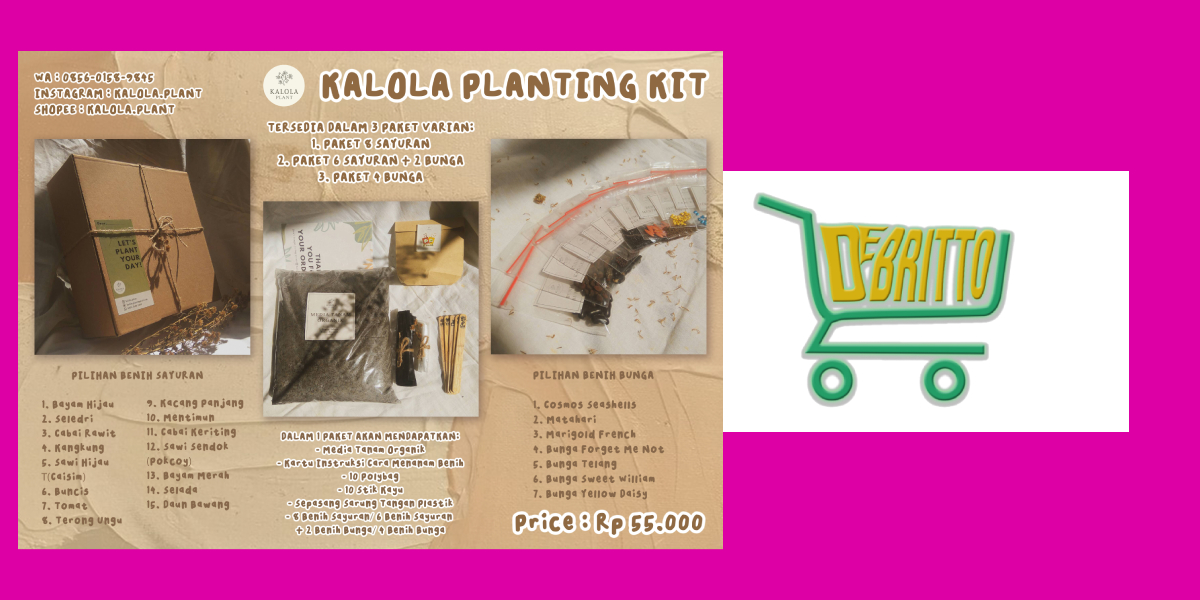 WA : 0856-0158-9845
INSTAGRAM : KALOLA.PLANT
SHOPEE : KALOLA.PLANT
KALOLA
PLANT
KALOLA PLANTING KIT
TERSEDIA DALAM 3 PAKET VARIAN:
1. PAKET 8 SAYURAN
2. PAKET 6 SAYURAN + 2 BUNGA
3. PAKET 4 BUNGA
LET'S
PLANT
YOUR
DAY!
PILIHAN BENIH SAYURAN
1. Bayam Hijau
2. Seledri
3. Cabai Rawit
4. Kangkung
5. Sawi Hijau
T(Caisim)
6. Buncis
7. Tomat
8. Terong Ungu
9. Kacang Panjang
10. Mentimun
11. Cabai Keriting
12. Sawi Sendok
(Pokcoy)
13. Bayam Merah
14. Selada
15. Daun Bawang
DALAM 1 PAKET AKAN MENDAPATKAN:
- Media Tanam Organik
- Kartu Instruksi Cara Menanam Benih
- 10 Polybag
- 10 Stik Kayu
- Sepasang Sarung Tangan Plastik
- 8 Benih Sayuran/ 6 Benih Sayuran
+ 2 Benih Bunga/ 4 Benih Bunga
PILIHAN BENIH BUNGA
1. Cosmos Seashells
2. Matahari
3. Marigold French
4. Bunga Forget Me Not
5. Bunga Telang
6. Bunga Sweet William
7. Bunga Yellow Daisy
Price : Rp 55.000
DEBRITTO